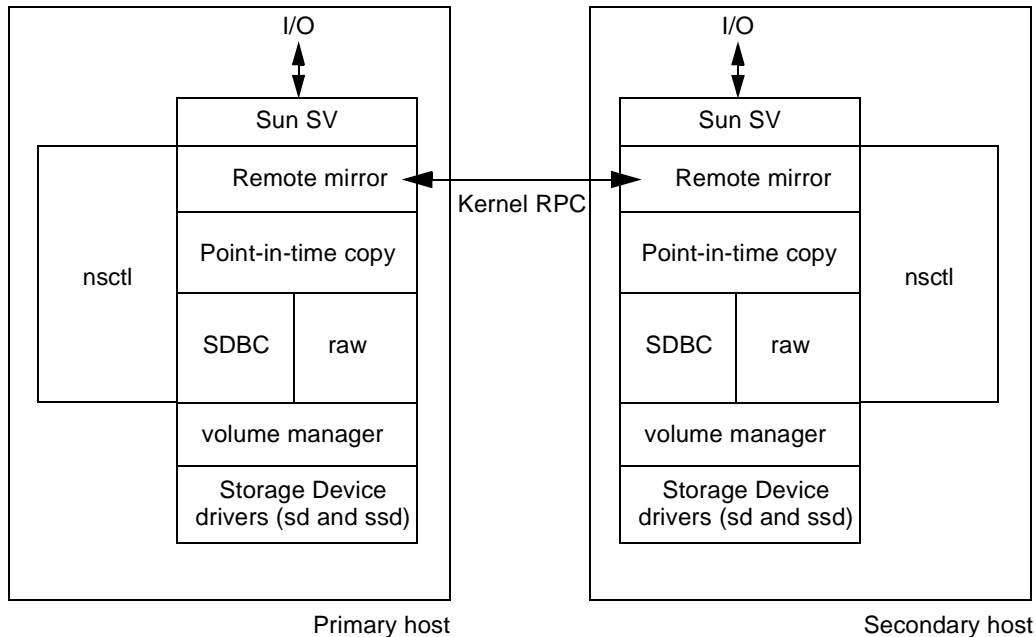 I/O
Sun SV
Remote mirror
Point-in-time copy
nsctl
SDBC
raw
volume manager
Storage Device
drivers (sd and ssd)
Primary host
Kernel RPC
I/O
Sun SV
Remote mirror
Point-in-time copy
SDBC
raw
nsctl
volume manager
Storage Device
drivers (sd and ssd)
Secondary host